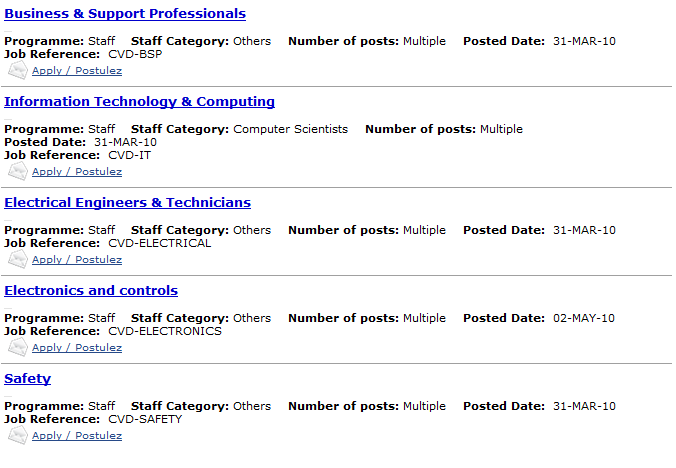 Business & Support Professionals
Programme: Staff Staff Category: Others Number of posts: Multiple Posted Date: 31-MAR-10
Job Reference: CVD-BSP
Apply / Postulez
Information Technology & Computing
Programme: Staff Staff Category: Computer Scientists Number of posts: Multiple
Posted Date: 31-MAR-10
Job Reference: CVD-IT
Apply / Postulez
Electrical Engineers & Technicians
Programme: Staff Staff Category: Others Number of posts: Multiple Posted Date: 31-MAR-10
Job Reference: CVD-ELECTRICAL
Apply / Postulez
Electronics and controls
Programme: Staff Staff Category: Others Number of posts: Multiple Posted Date: 02-MAY-10
Job Reference: CVD-ELECTRONICS
Apply / Postulez
Safety
Programme: Staff Staff Category: Others Number of posts: Multiple Posted Date: 31-MAR-10
Job Reference: CVD-SAFETY
Apply / Postulez